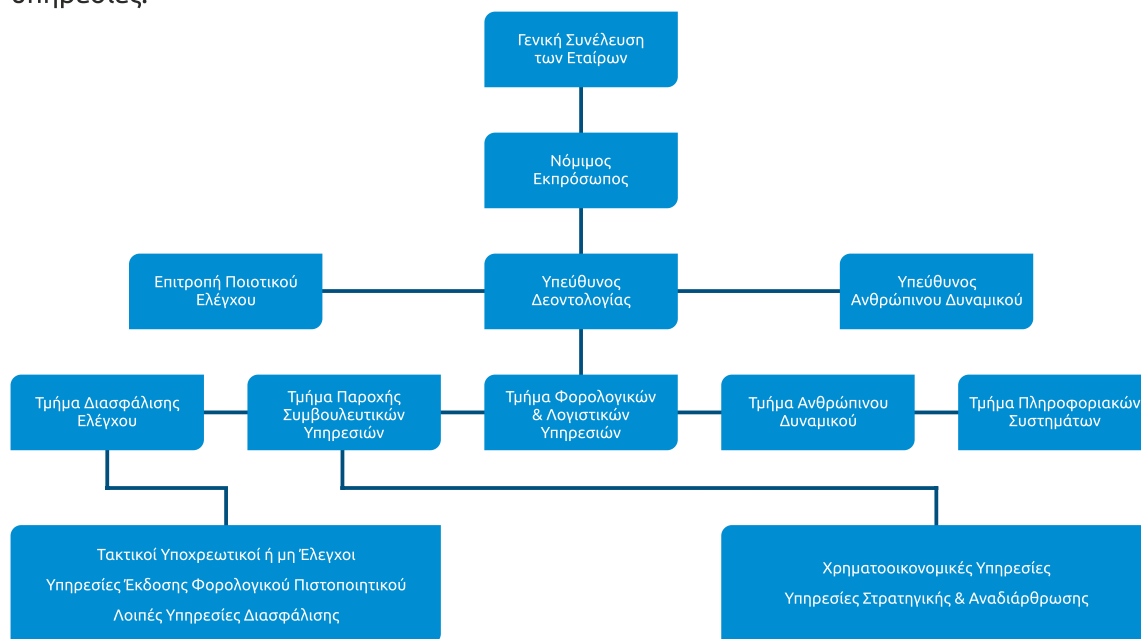 υπηρεσίες.
Γενική Συνέλευση
των Εταίρων
Νόμιμος
Εκπρόσωπος
Επιτροπή Ποιοτικού
Ελέγχου
Υπεύθυνος
Δεοντολογίας
Υπεύθυνος
Ανθρώπινου Δυναμικού
Τμήμα Διασφάλισης
Ελέγχου
Τμήμα Παροχής
Συμβουλευτικών
Υπηρεσιών
Τμήμα Φορολογικών
& Λογιστικών
Υπηρεσιών
Τμήμα Ανθρώπινου
Δυναμικού
Τμήμα Πληροφοριακών
Συστημάτων
Τακτικοί Υποχρεωτικοί ή μη Έλεγχοι
Υπηρεσίες Έκδοσης Φορολογικού Πιστοποιητικού
Λοιπές Υπηρεσίες Διασφάλισης
Χρηματοοικονομικές Υπηρεσίες
Υπηρεσίες Στρατηγικής & Αναδιάρθρωσης